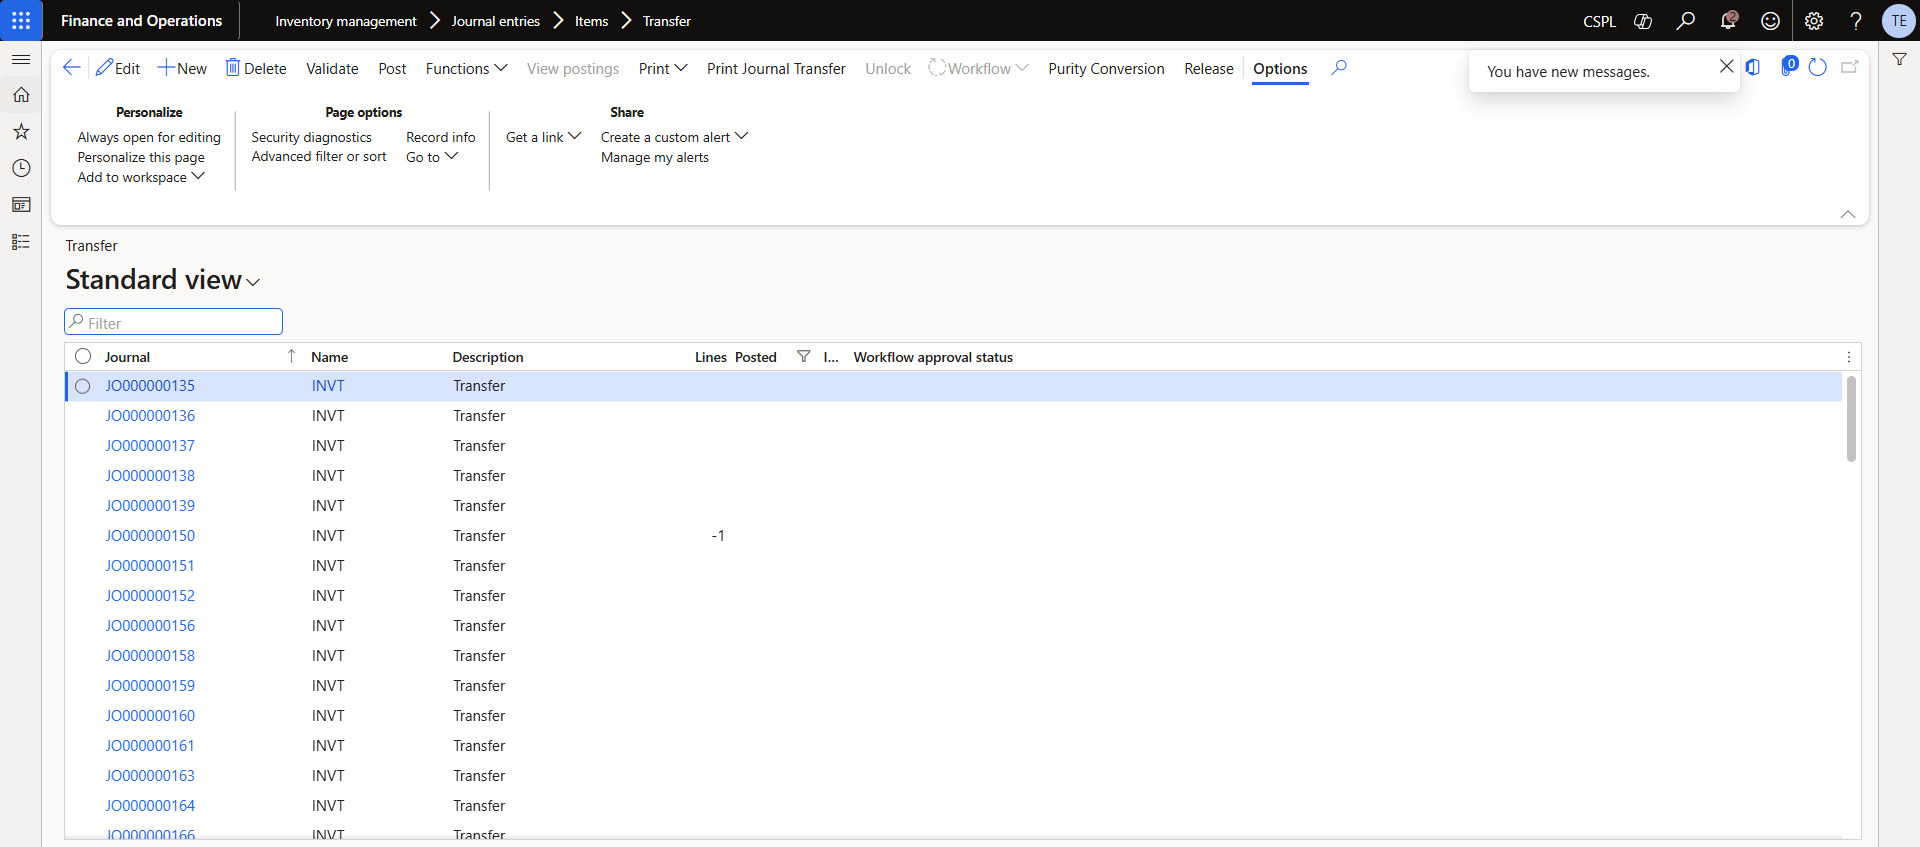 Finance and Operations
Inventory management > Journal entries > Items > Transfer
CSPL
2
TE
Edit New Delete Validate Post Functions View postings Print Print Journal Transfer Unlock Workflow Purity Conversion Release Options
You have new messages.
0
Personalize
Always open for editing
Personalize this page
Add to workspace
Page options
Security diagnostics
Advanced filter or sort
Record info
Go to
Get a link
Share
Create a custom alert
Manage my alerts
Transfer
Standard view
Filter
Journal Name Description Lines Posted I... Workflow approval status
JO000000135 INVT Transfer
JO000000136 INVT Transfer
JO000000137 INVT Transfer
JO000000138 INVT Transfer
JO000000139 INVT Transfer
JO000000150 INVT Transfer -1
JO000000151 INVT Transfer
JO000000152 INVT Transfer
JO000000156 INVT Transfer
JO000000158 INVT Transfer
JO000000159 INVT Transfer
JO000000160 INVT Transfer
JO000000161 INVT Transfer
JO000000163 INVT Transfer
JO000000164 INVT Transfer
JO000000166 INVT Transfer